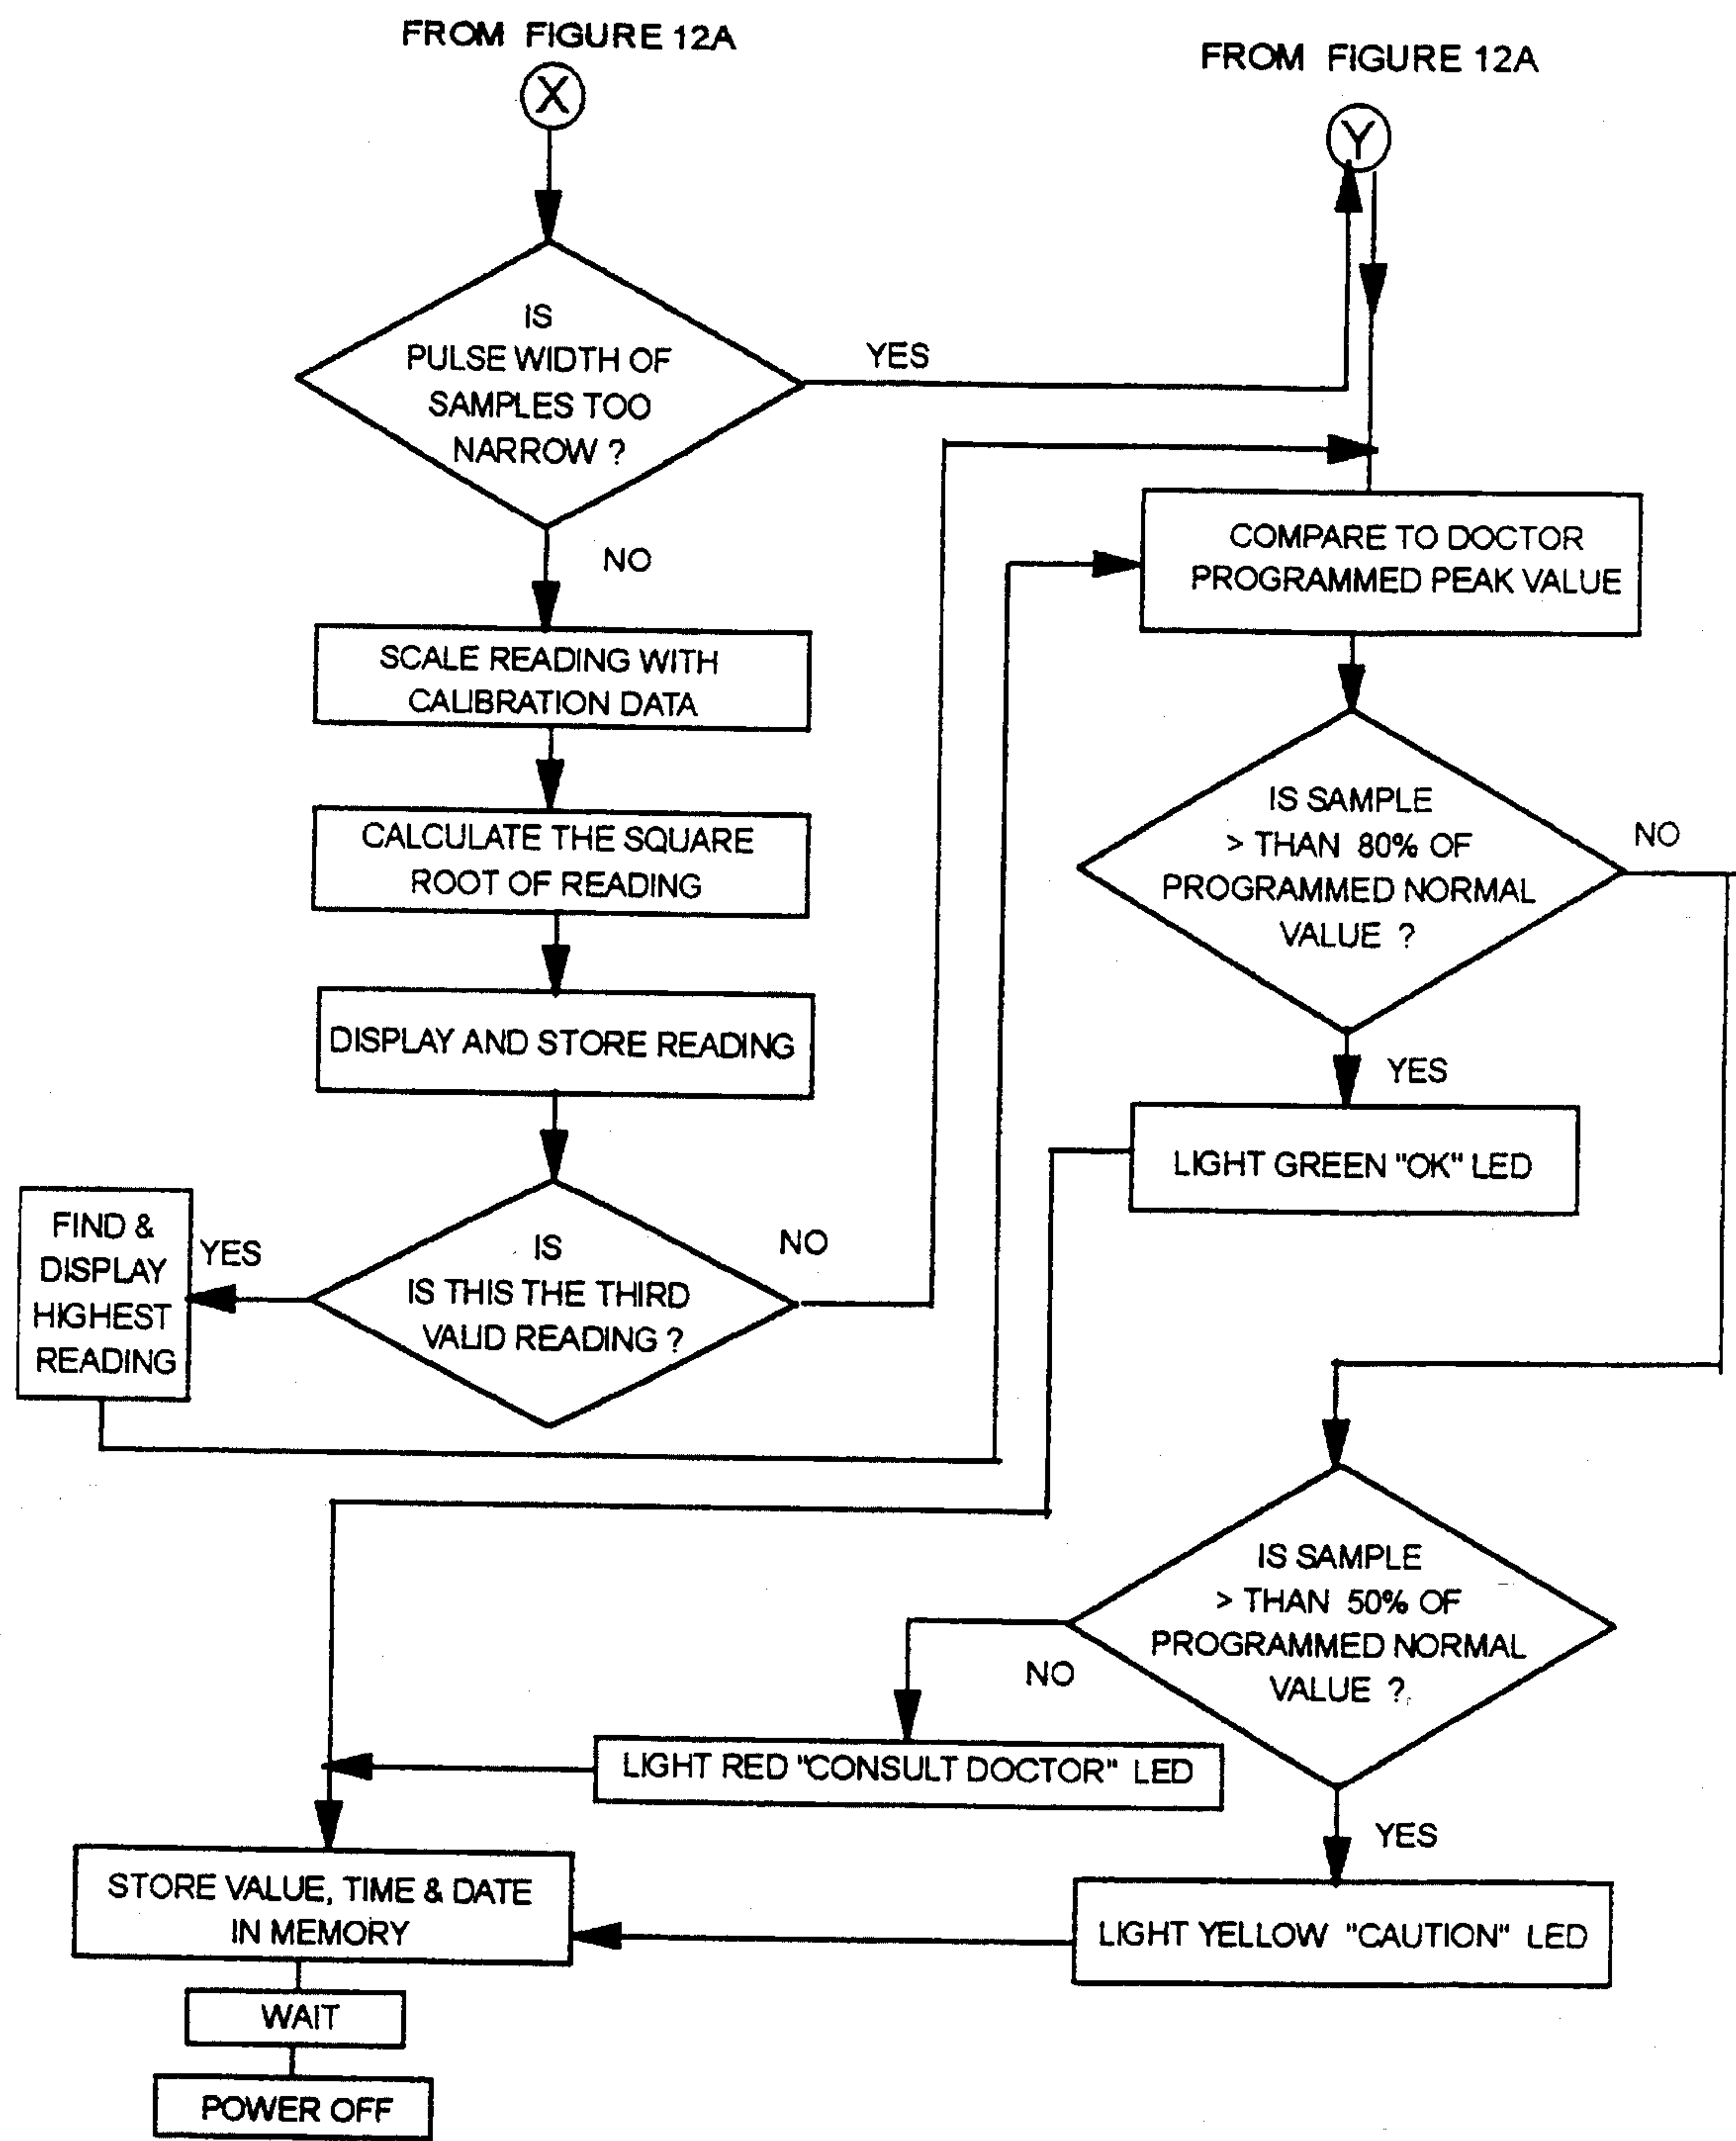 FROM FIGURE 12A
X
FROM FIGURE 12A
Y
IS
PULSE WIDTH OF
SAMPLES TOO
NARROW ?
YES
NO
SCALE READING WITH
CALIBRATION DATA
CALCULATE THE SQUARE
ROOT OF READING
DISPLAY AND STORE READING
IS
IS THIS THE THIRD
VALID READING ?
YES
NO
FIND &
DISPLAY
HIGHEST
READING
COMPARE TO DOCTOR
PROGRAMMED PEAK VALUE
IS SAMPLE
> THAN 80% OF
PROGRAMMED NORMAL
VALUE ?
NO
YES
LIGHT GREEN "OK" LED
IS SAMPLE
> THAN 50% OF
PROGRAMMED NORMAL
VALUE ?
NO
LIGHT RED "CONSULT DOCTOR" LED
YES
LIGHT YELLOW "CAUTION" LED
STORE VALUE, TIME & DATE
IN MEMORY
WAIT
POWER OFF